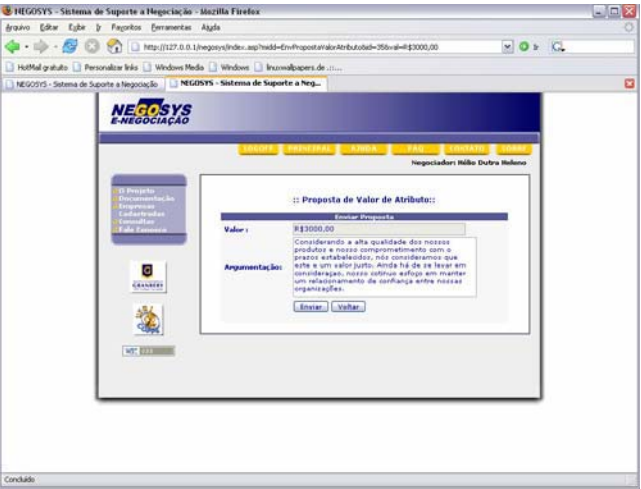 NEGOSYS - Sistema de Suporte a Negociação - Mozilla Firefox
Arquivo Editar Exibir Ir Favoritos Ferramentas Ajuda
http://127.0.0.1/negosys/index.asp?midd=EnvPropostaValorAtributo&id=35&val=R$3000,00
HotMail gratuito Personalizar links Windows Media Windows linuxwallpapers.de .::...
NEGOSYS - Sistema de Suporte a Negociação NEGOSYS - Sistema de Suporte a Neg...
NEGOSYS
E-NEGOCIAÇÃO
LOGOFF PRINCIPAL AJUDA FAQ CONTATO SOBRE
Negociador: Hélio Dutra Heleno
O Projeto
Documentação
Empresas
Cadastradas
Consultas
Fale Conosco
:: Proposta de Valor de Atributo::
Enviar Proposta
Valor : R$3000,00
Argumentação:
Considerando a alta qualidade dos nossos
produtos e nosso comprometimento com o
prazos estabelecidos, nós consideramos que
este é um valor justo. Ainda há de se levar em
consideraçao, nosso cotinuo esfoço em manter
um relacionamento de confiança entre nossas
organizações.
Enviar Voltar
GRANBERY
W3C CSS
Concluído